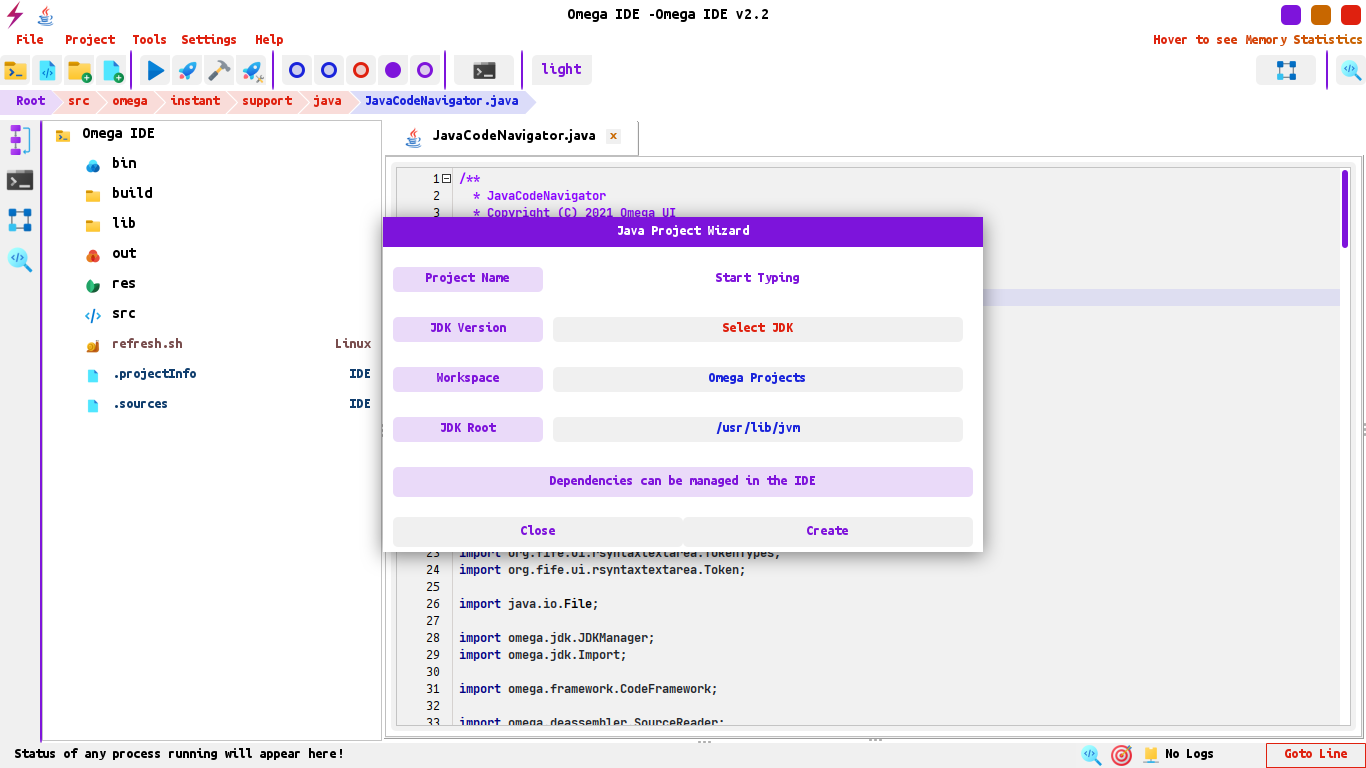 Omega IDE -Omega IDE v2.2
File Project Tools Settings Help
Hover to see Memory Statistics
light
Root src omega instant support java JavaCodeNavigator.java
Omega IDE
bin
build
lib
out
res
src
refresh.sh Linux
.projectInfo IDE
.sources IDE
JavaCodeNavigator.java x
1 /**
2 * JavaCodeNavigator
3 * Copyright (C) 2021 Omega UI
Java Project Wizard
Project Name Start Typing
JDK Version Select JDK
Workspace Omega Projects
JDK Root /usr/lib/jvm
Dependencies can be managed in the IDE
Close Create
23 import org.fife.ui.rsyntaxtextarea.TokenTypes;
24 import org.fife.ui.rsyntaxtextarea.Token;
25
26 import java.io.File;
27
28 import omega.jdk.JDKManager;
29 import omega.jdk.Import;
30
31 import omega.framework.CodeFramework;
32
33 import omega.deassembler.SourceReader;
Status of any process running will appear here!
No Logs
Goto Line